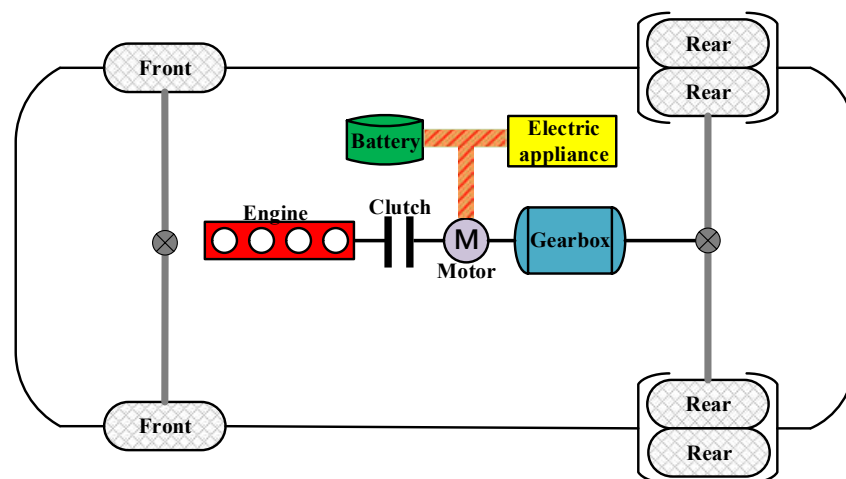 Rear
Front
Rear
Battery
Electric
appliance
Engine
Clutch
M
Gearbox
Motor
Rear
Front
Rear